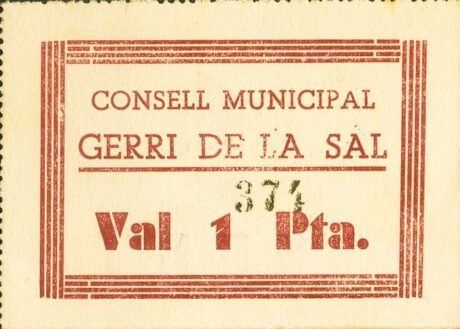 CONSELL MUNICIPAL
GERRI DE LA SAL
374
Val 1 Pta.